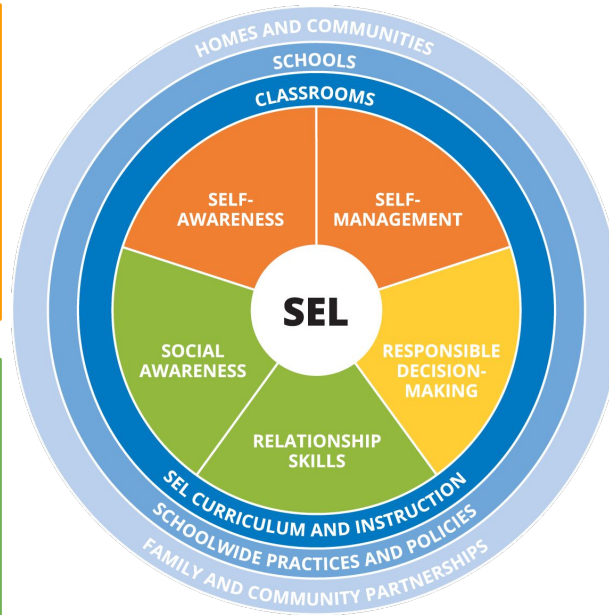 HOMES AND COMMUNITIES
SCHOOLS
CLASSROOMS
SELF-
AWARENESS
SELF-
MANAGEMENT
SEL
SOCIAL
AWARENESS
RESPONSIBLE
DECISION-
MAKING
RELATIONSHIP
SKILLS
SEL CURRICULUM AND INSTRUCTION
SCHOOLWIDE PRACTICES AND POLICIES
FAMILY AND COMMUNITY PARTNERSHIPS